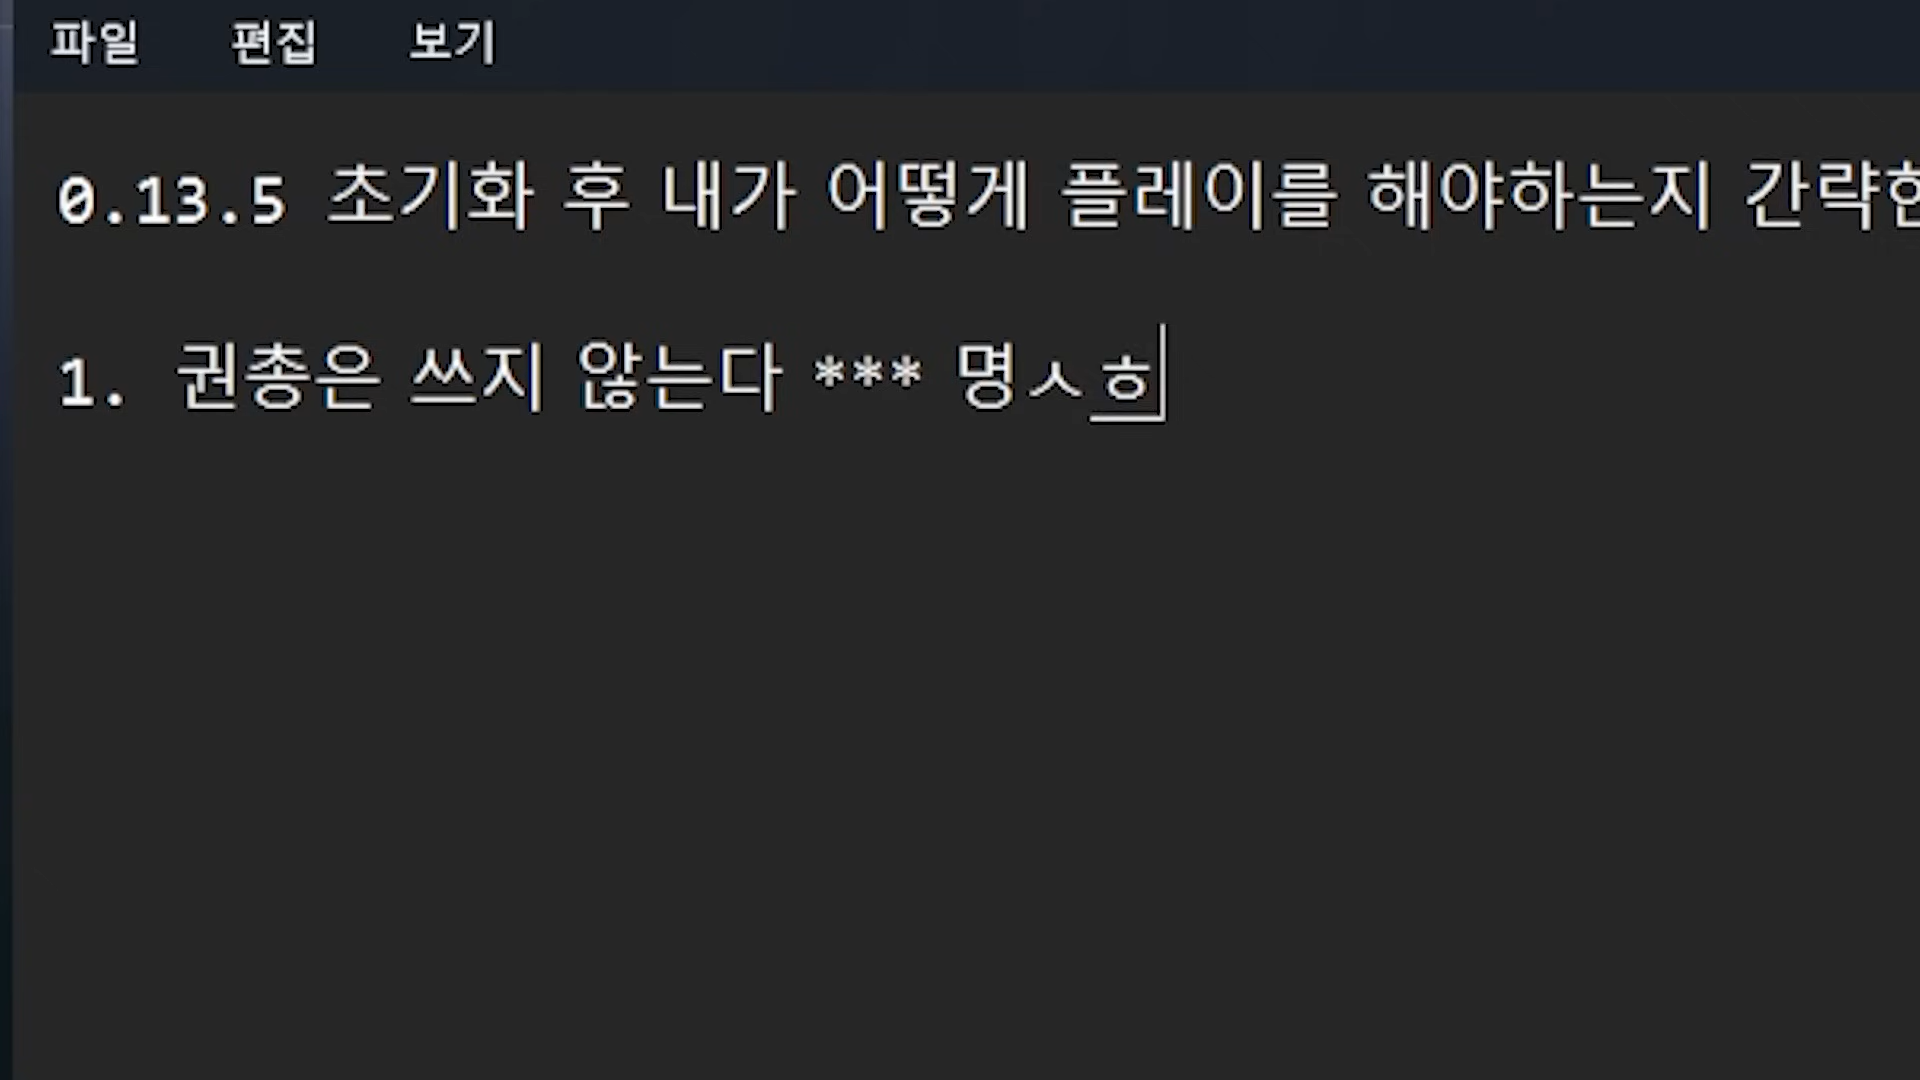 파일 편집 보기
0.13.5 초기화 후 내가 어떻게 플레이를 해야하는지
1. 권총은 쓰지 않는다 *** 명ㅅㅎ